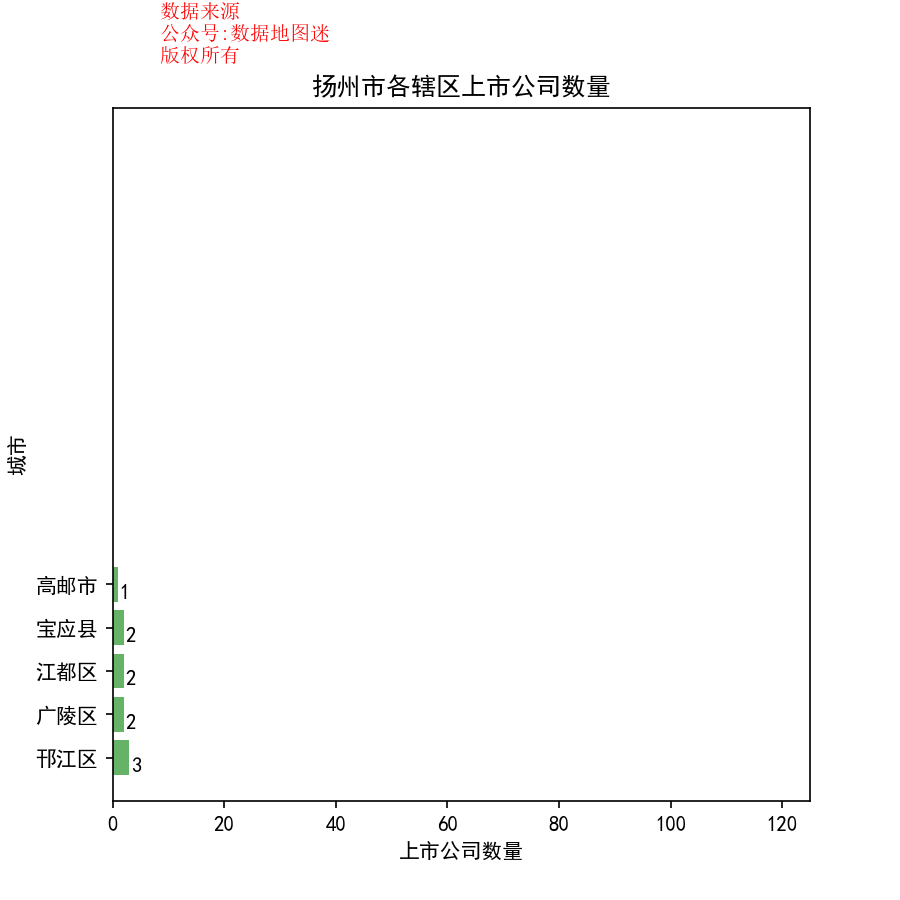 数据来源
公众号:数据地图迷
版权所有
扬州市各辖区上市公司数量
城市
高邮市 1
宝应县 2
江都区 2
广陵区 2
邗江区 3
0 20 40 60 80 100 120
上市公司数量